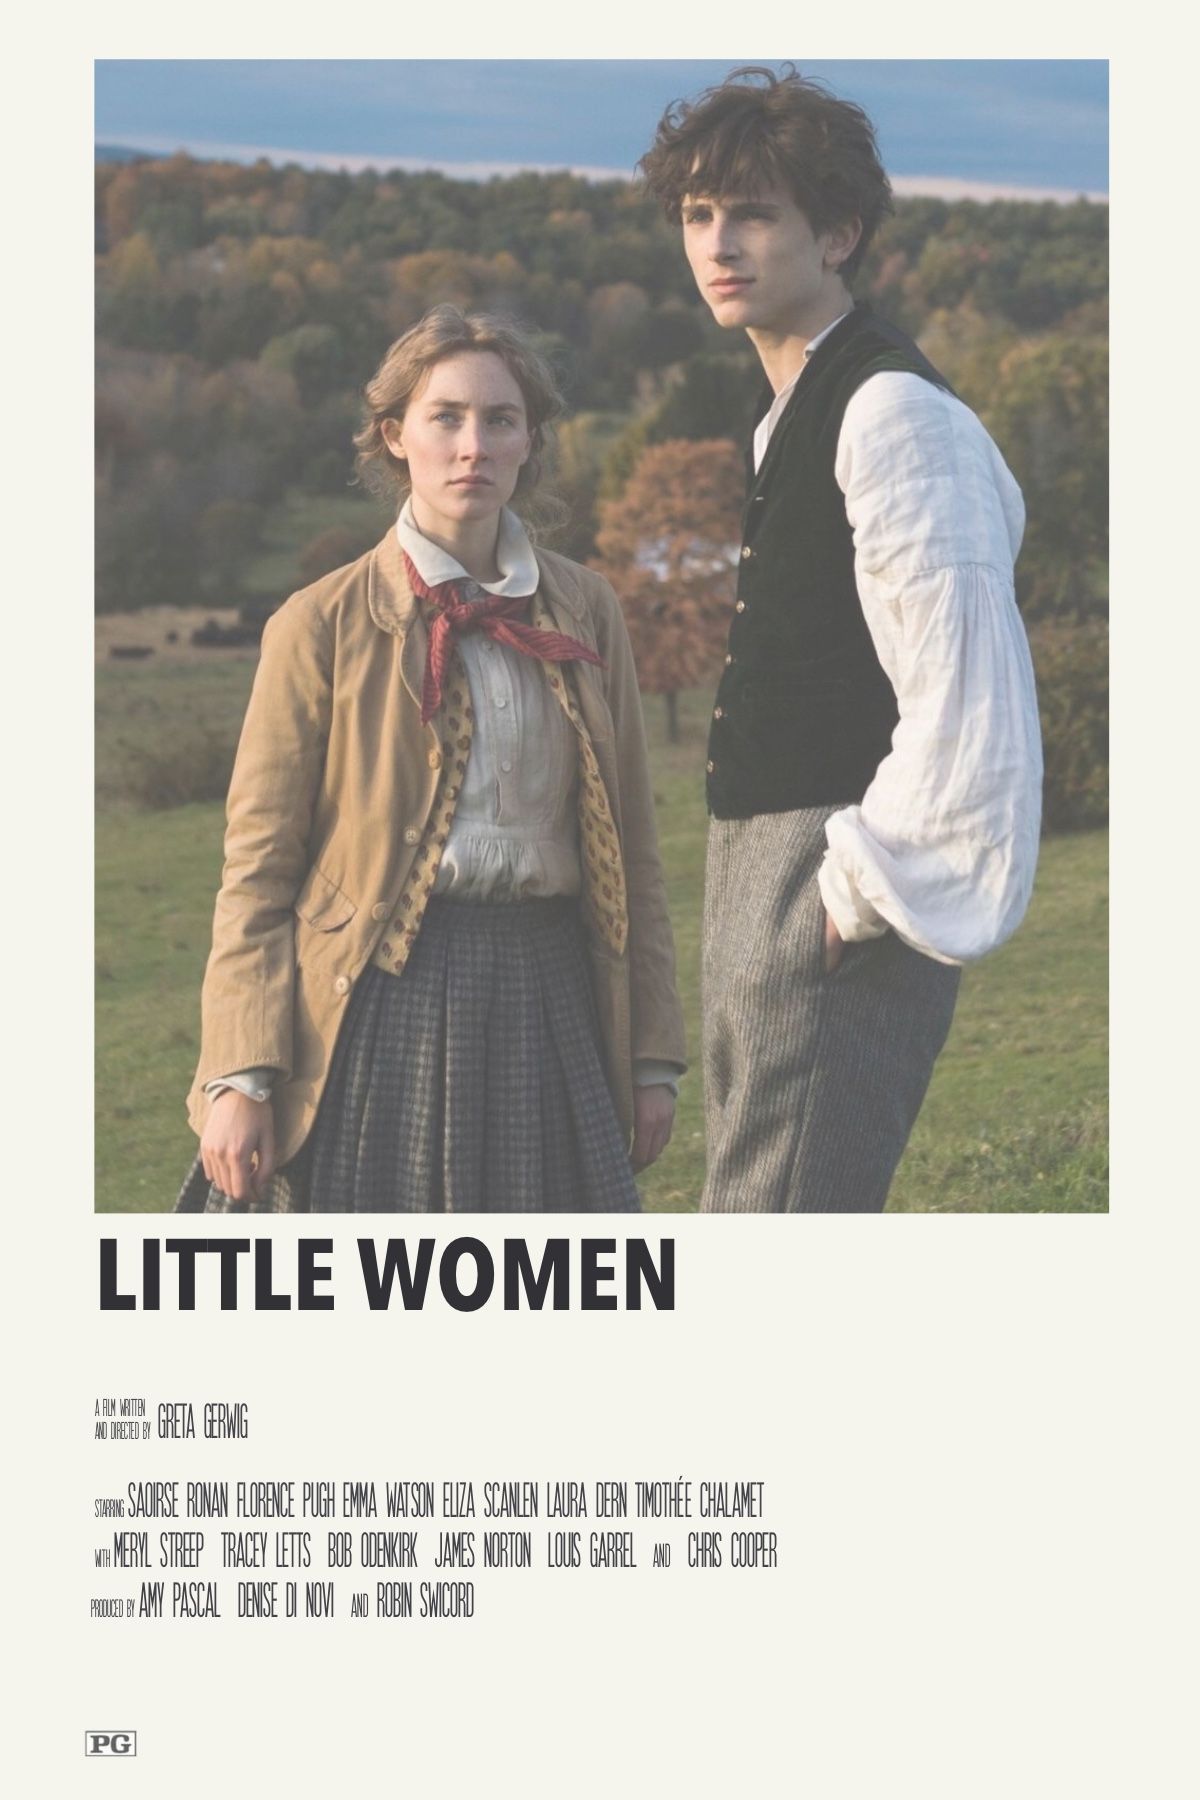 LITTLE WOMEN
A FILM WRITTEN
AND DIRECTED BY GRETA GERWIG
STARRING SAOIRSE RONAN FLORENCE PUGH EMMA WATSON ELIZA SCANLEN LAURA DERN TIMOTHÉE CHALAMET
WITH MERYL STREEP TRACEY LETTS BOB ODENKIRK JAMES NORTON LOUIS GARREL AND CHRIS COOPER
PRODUCED BY AMY PASCAL DENISE DI NOVI AND ROBIN SWICORD
PG